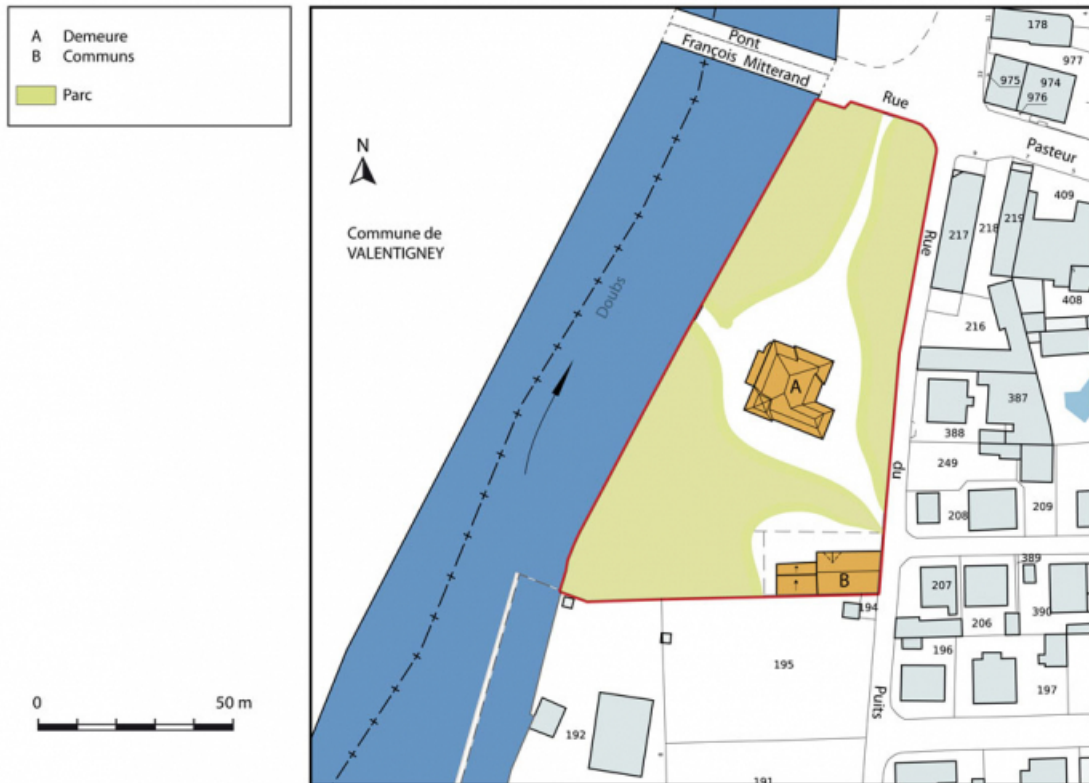 A Demeure
B Communs
Parc
N
Commune de
VALENTIGNEY
0 50 m
Pont
François Mitterand
Rue
Pasteur
Doubs
Rue
du
Puits
A
B
178
977
975
974
976
409
217
218
219
408
216
387
388
249
208
209
389
207
206
390
196
197
194
195
192
191